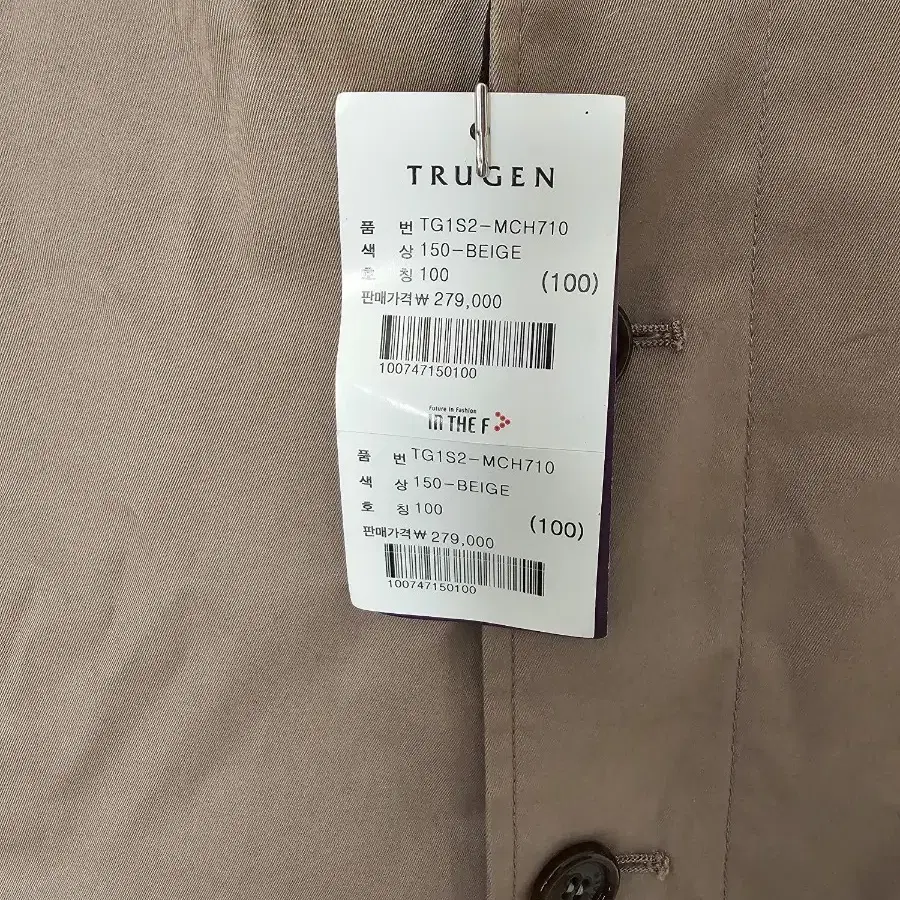 TRUGEN
품 번 TG1S2-MCH710
색 상 150-BEIGE
호 칭 100 (100)
판매가격₩ 279,000
100747150100
Future in Fashion
IN THE F
품 번 TG1S2-MCH710
색 상 150-BEIGE
호 칭 100 (100)
판매가격₩ 279,000
100747150100